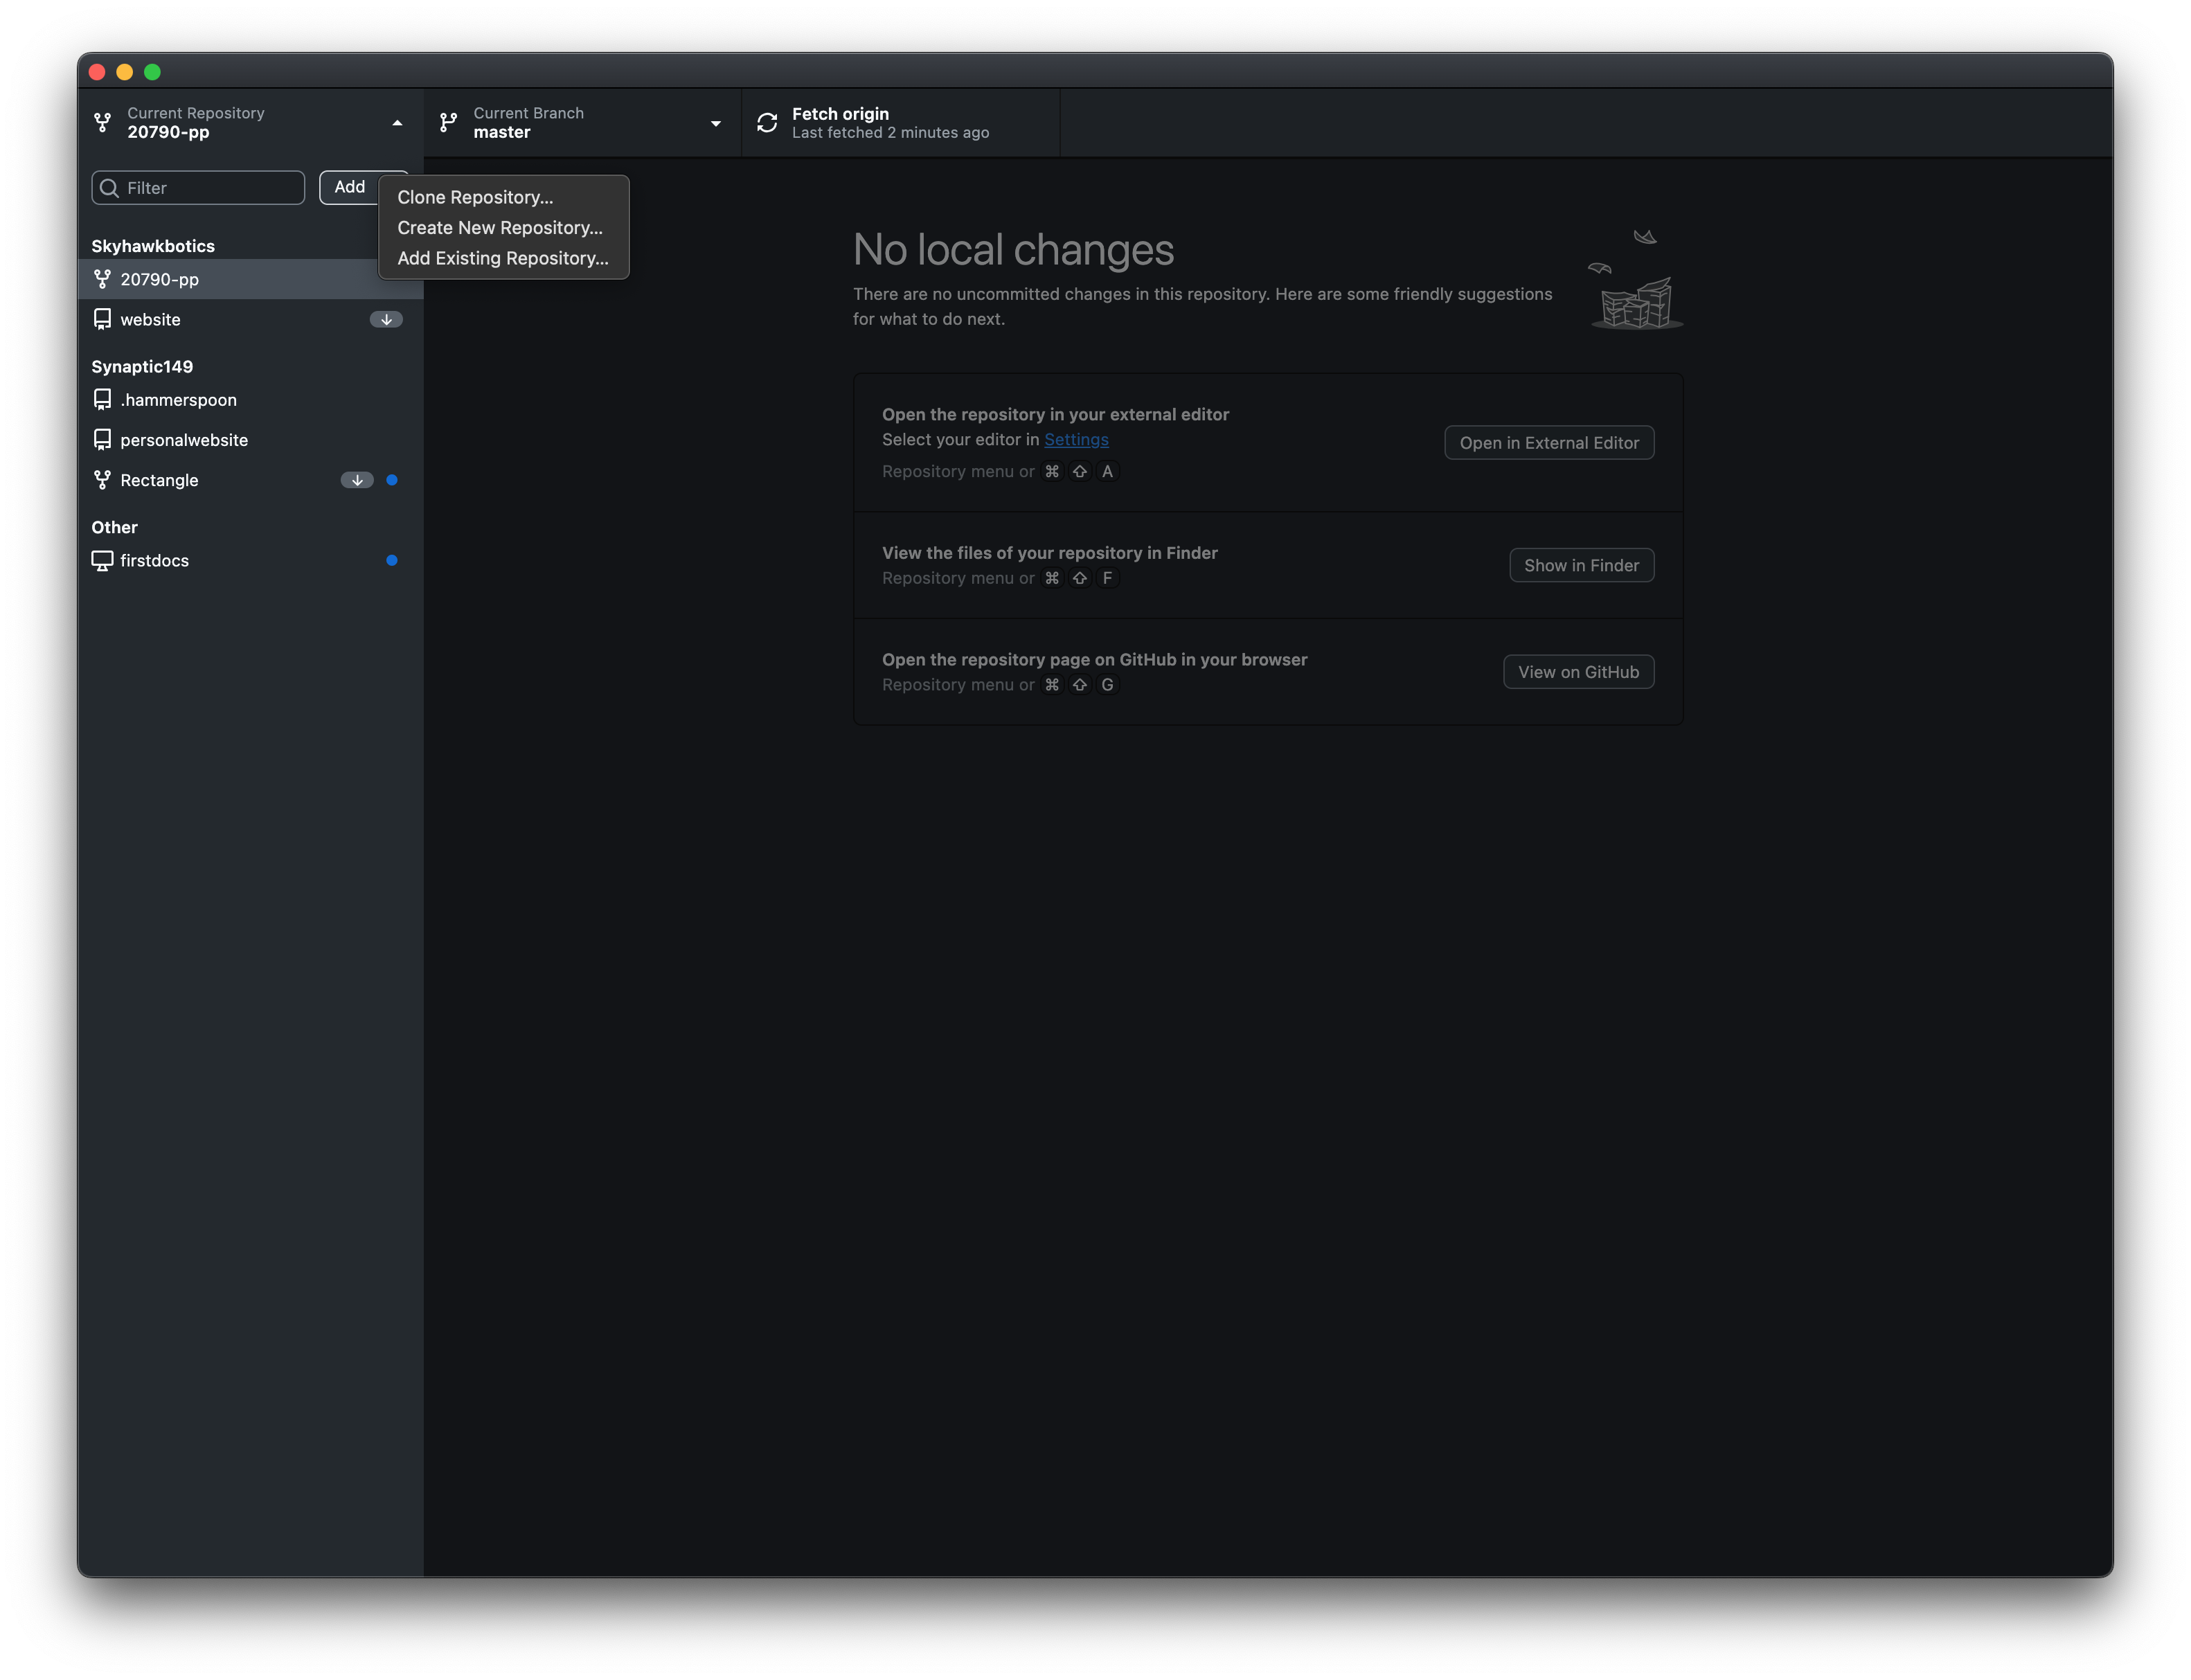 Current Repository
20790-pp
Current Branch
master
Fetch origin
Last fetched 2 minutes ago
Filter
Add
Clone Repository...
Create New Repository...
Add Existing Repository...
Skyhawkbotics
20790-pp
website
Synaptic149
.hammerspoon
personalwebsite
Rectangle
Other
firstdocs
No local changes
There are no uncommitted changes in this repository. Here are some friendly suggestions
for what to do next.
Open the repository in your external editor
Select your editor in Settings
Repository menu or ⌘ ⇧ A
Open in External Editor
View the files of your repository in Finder
Repository menu or ⌘ ⇧ F
Show in Finder
Open the repository page on GitHub in your browser
Repository menu or ⌘ ⇧ G
View on GitHub